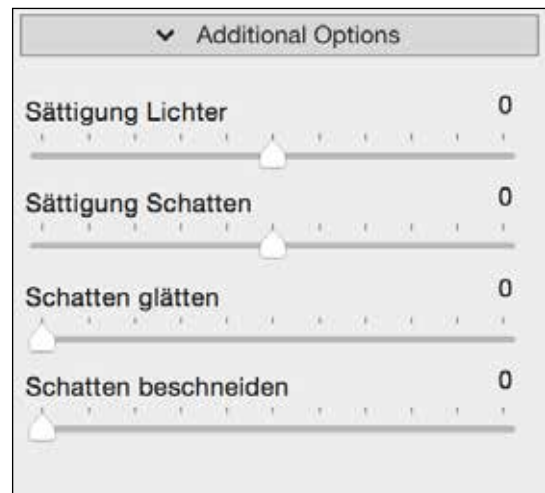 Additional Options
Sättigung Lichter 0
Sättigung Schatten 0
Schatten glätten 0
Schatten beschneiden 0